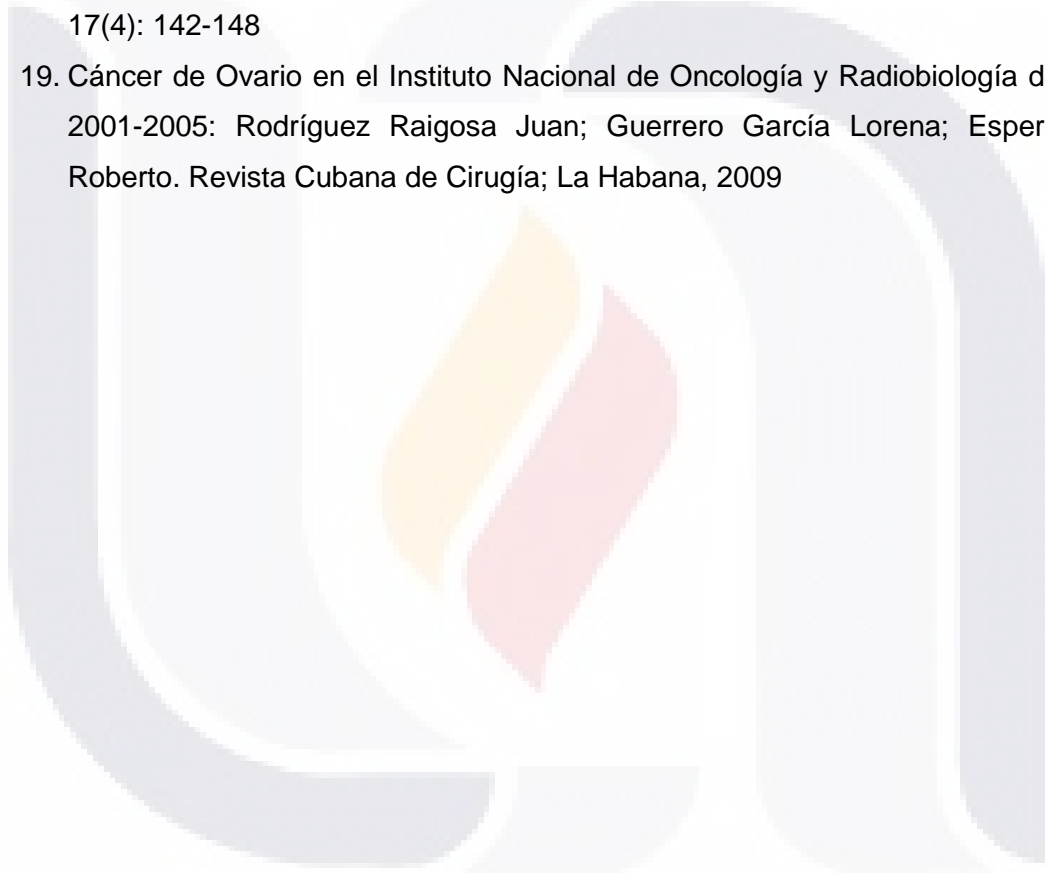 17(4): 142-148
19. Cáncer de Ovario en el Instituto Nacional de Oncología y Radiobiología d
2001-2005: Rodríguez Raigosa Juan; Guerrero García Lorena; Esper
Roberto. Revista Cubana de Cirugía; La Habana, 2009